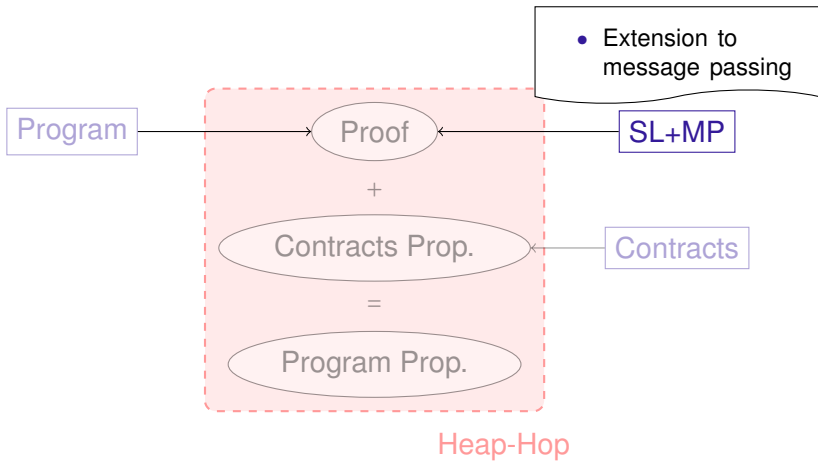 • Extension to
message passing
Program
Proof
SL+MP
+
Contracts Prop.
Contracts
=
Program Prop.
Heap-Hop